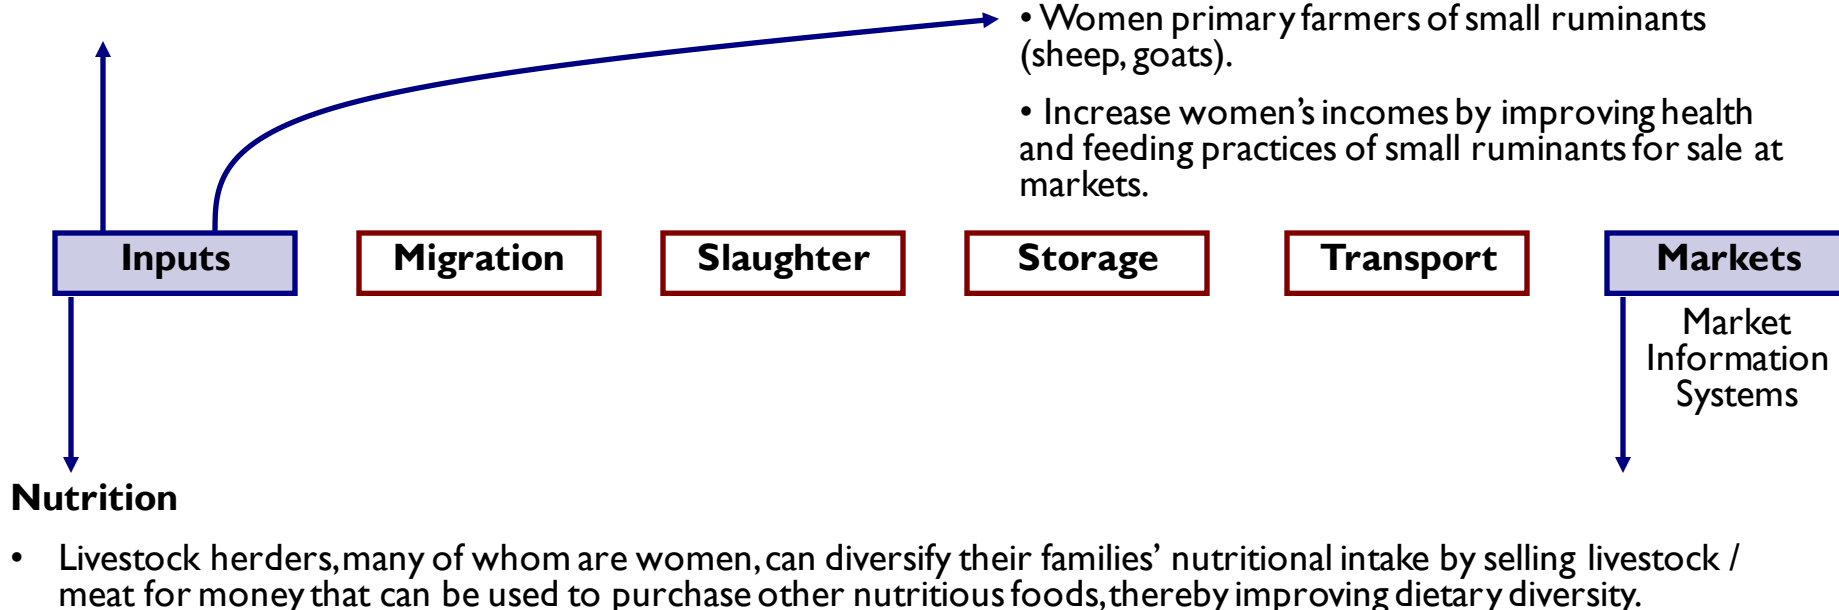 • Women primary farmers of small ruminants
(sheep, goats).
• Increase women’s incomes by improving health
and feeding practices of small ruminants for sale at
markets.
Inputs
Migration
Slaughter
Storage
Transport
Markets
Market
Information
Systems
Nutrition
• Livestock herders, many of whom are women, can diversify their families’ nutritional intake by selling livestock /
meat for money that can be used to purchase other nutritious foods, thereby improving dietary diversity.